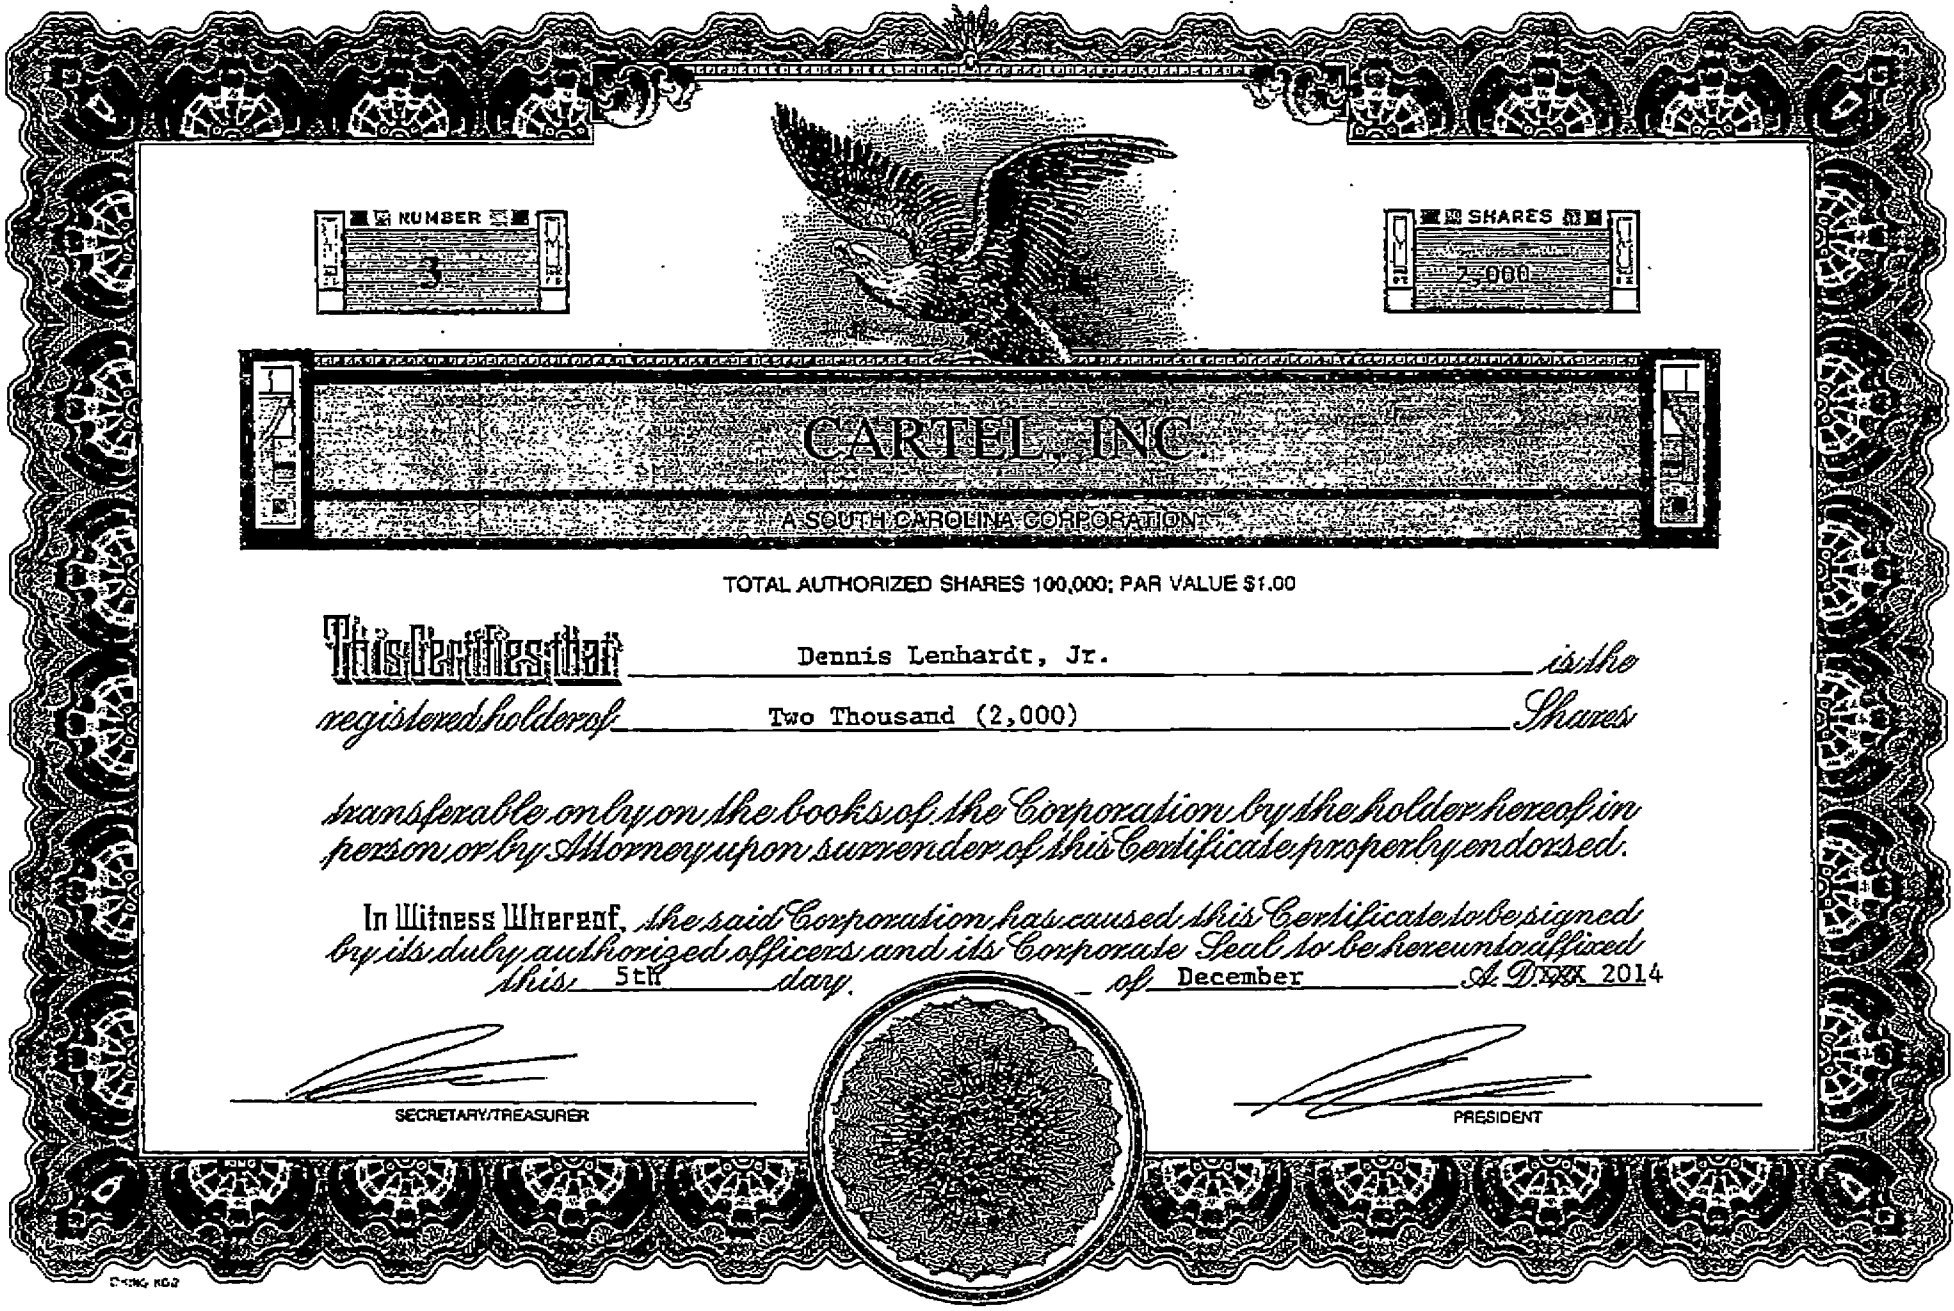 NUMBER
3
SHARES
2,000
CARTEL, INC.
A SOUTH CAROLINA CORPORATION
TOTAL AUTHORIZED SHARES 100,000; PAR VALUE $1.00
This Certifies that Dennis Lenhardt, Jr. is the
registered holder of Two Thousand (2,000) Shares
transferable only on the books of the Corporation by the holder hereof in
person or by Attorney upon surrender of this Certificate properly endorsed.
In Witness Whereof, the said Corporation has caused this Certificate to be signed
by its duly authorized officers and its Corporate Seal to be hereunto affixed
this 5th day of December A.D. 2014
SECRETARY/TREASURER
PRESIDENT